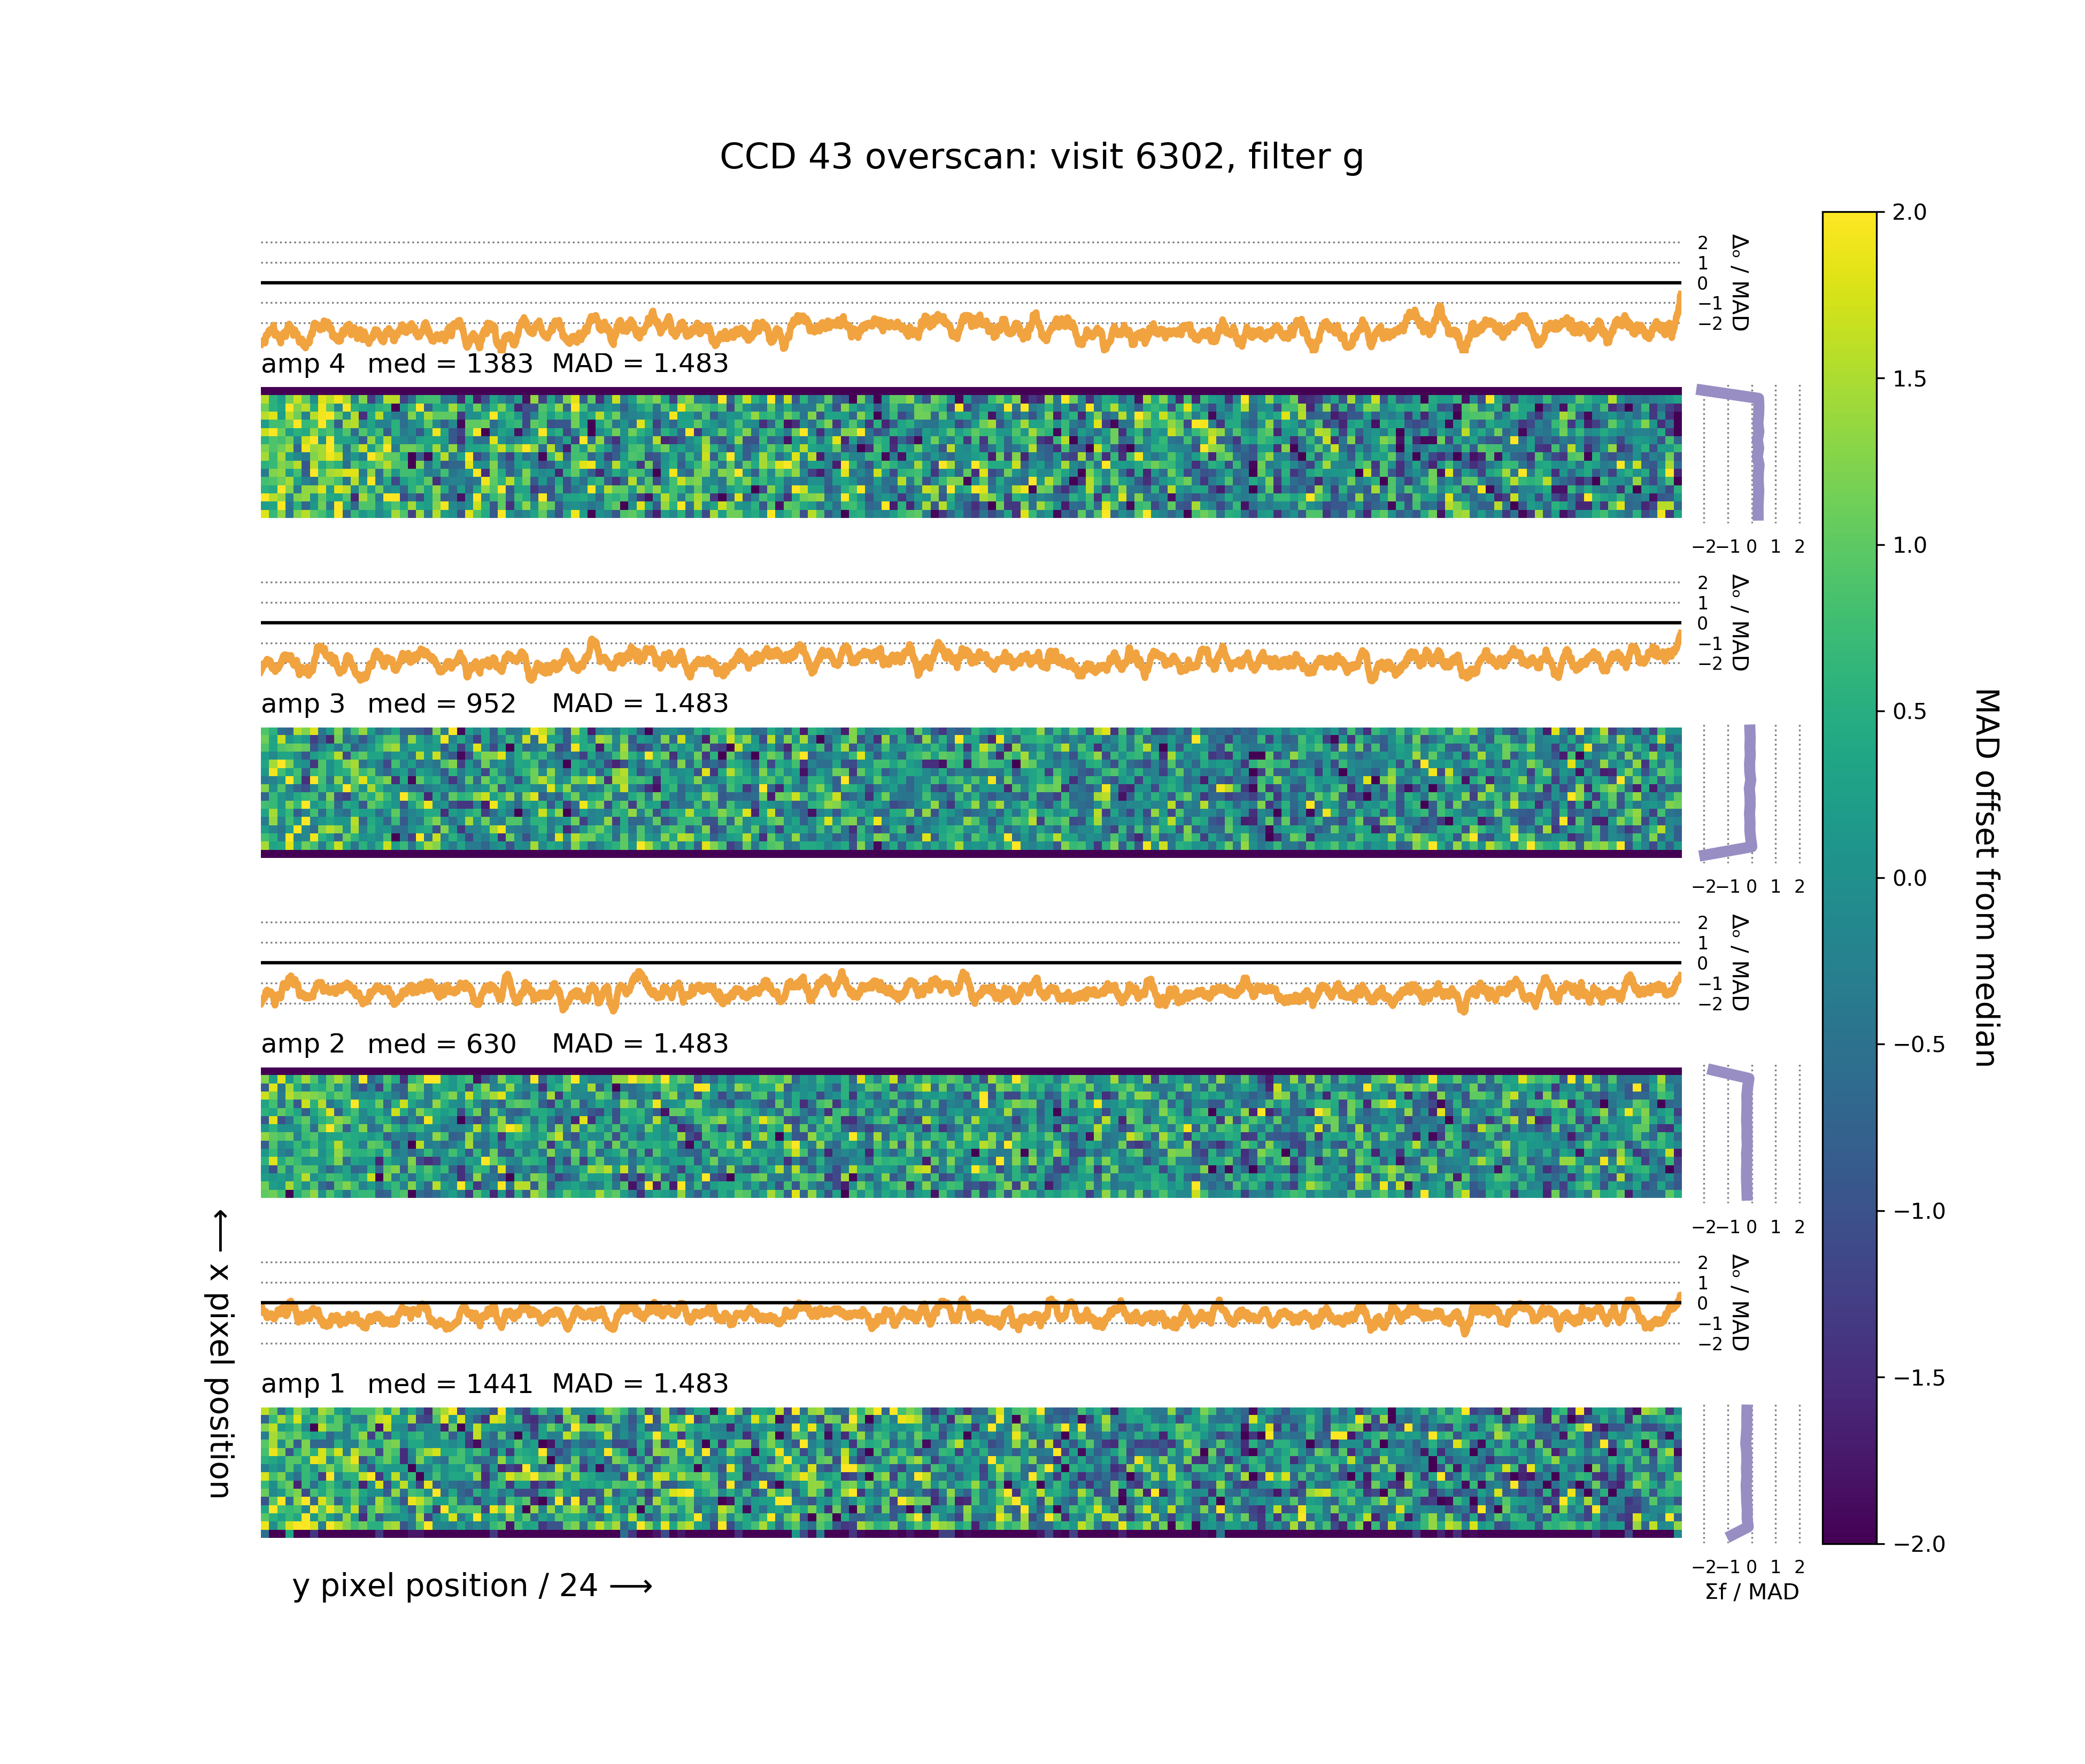 CCD 43 overscan: visit 6302, filter g
2
1
0
−1
−2
Δₒ / MAD
amp 4 med = 1383 MAD = 1.483
−2 −1 0 1 2
2
1
0
−1
−2
Δₒ / MAD
amp 3 med = 952 MAD = 1.483
−2 −1 0 1 2
2
1
0
−1
−2
Δₒ / MAD
amp 2 med = 630 MAD = 1.483
−2 −1 0 1 2
2
1
0
−1
−2
Δₒ / MAD
amp 1 med = 1441 MAD = 1.483
−2 −1 0 1 2
Σf / MAD
y pixel position / 24 ⟶
⟵ x pixel position
2.0
1.5
1.0
0.5
0.0
−0.5
−1.0
−1.5
−2.0
MAD offset from median